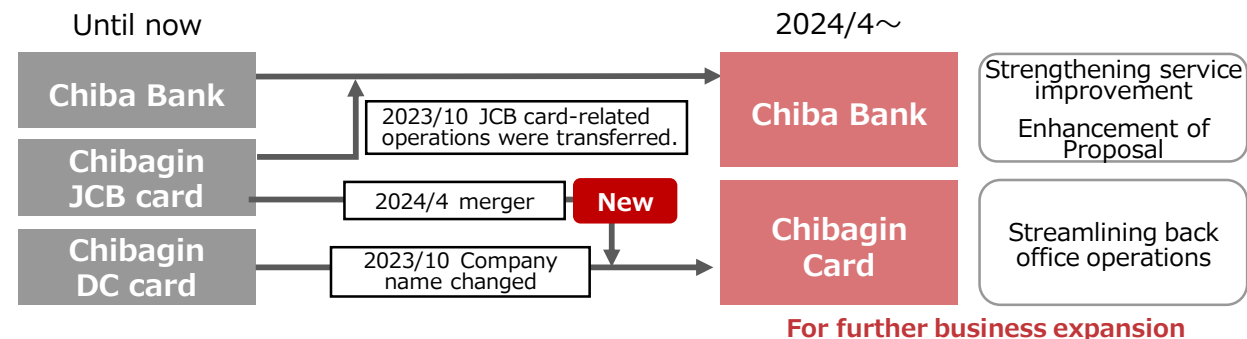 Until now
2024/4～
Chiba Bank
2023/10 JCB card-related
operations were transferred.
Chiba Bank
Strengthening service
improvement
Enhancement of
Proposal
Chibagin
JCB card
2024/4 merger
New
Chibagin
DC card
2023/10 Company
name changed
Chibagin
Card
Streamlining back
office operations
For further business expansion